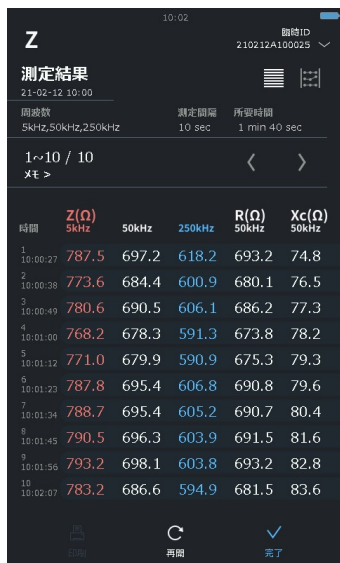 10:02
Z
臨時ID
210212A100025
測定結果
21-02-12 10:00
周波数 測定間隔 所要時間
5kHz,50kHz,250kHz 10 sec 1 min 40 sec
1~10 / 10
メモ >
Z(Ω) R(Ω) Xc(Ω)
時間 5kHz 50kHz 250kHz 50kHz 50kHz
1
10:00:27 787.5 697.2 618.2 693.2 74.8
2
10:00:38 773.6 684.4 600.9 680.1 76.5
3
10:00:49 780.6 690.5 606.1 686.2 77.3
4
10:01:00 768.2 678.3 591.3 673.8 78.2
5
10:01:12 771.0 679.9 590.9 675.3 79.3
6
10:01:23 787.8 695.4 606.8 690.8 79.6
7
10:01:34 788.7 695.4 605.2 690.7 80.4
8
10:01:45 790.5 696.3 603.9 691.5 81.6
9
10:01:56 793.2 698.1 603.8 693.2 82.8
10
10:02:07 783.2 686.6 594.9 681.5 83.6
印刷 再開 完了